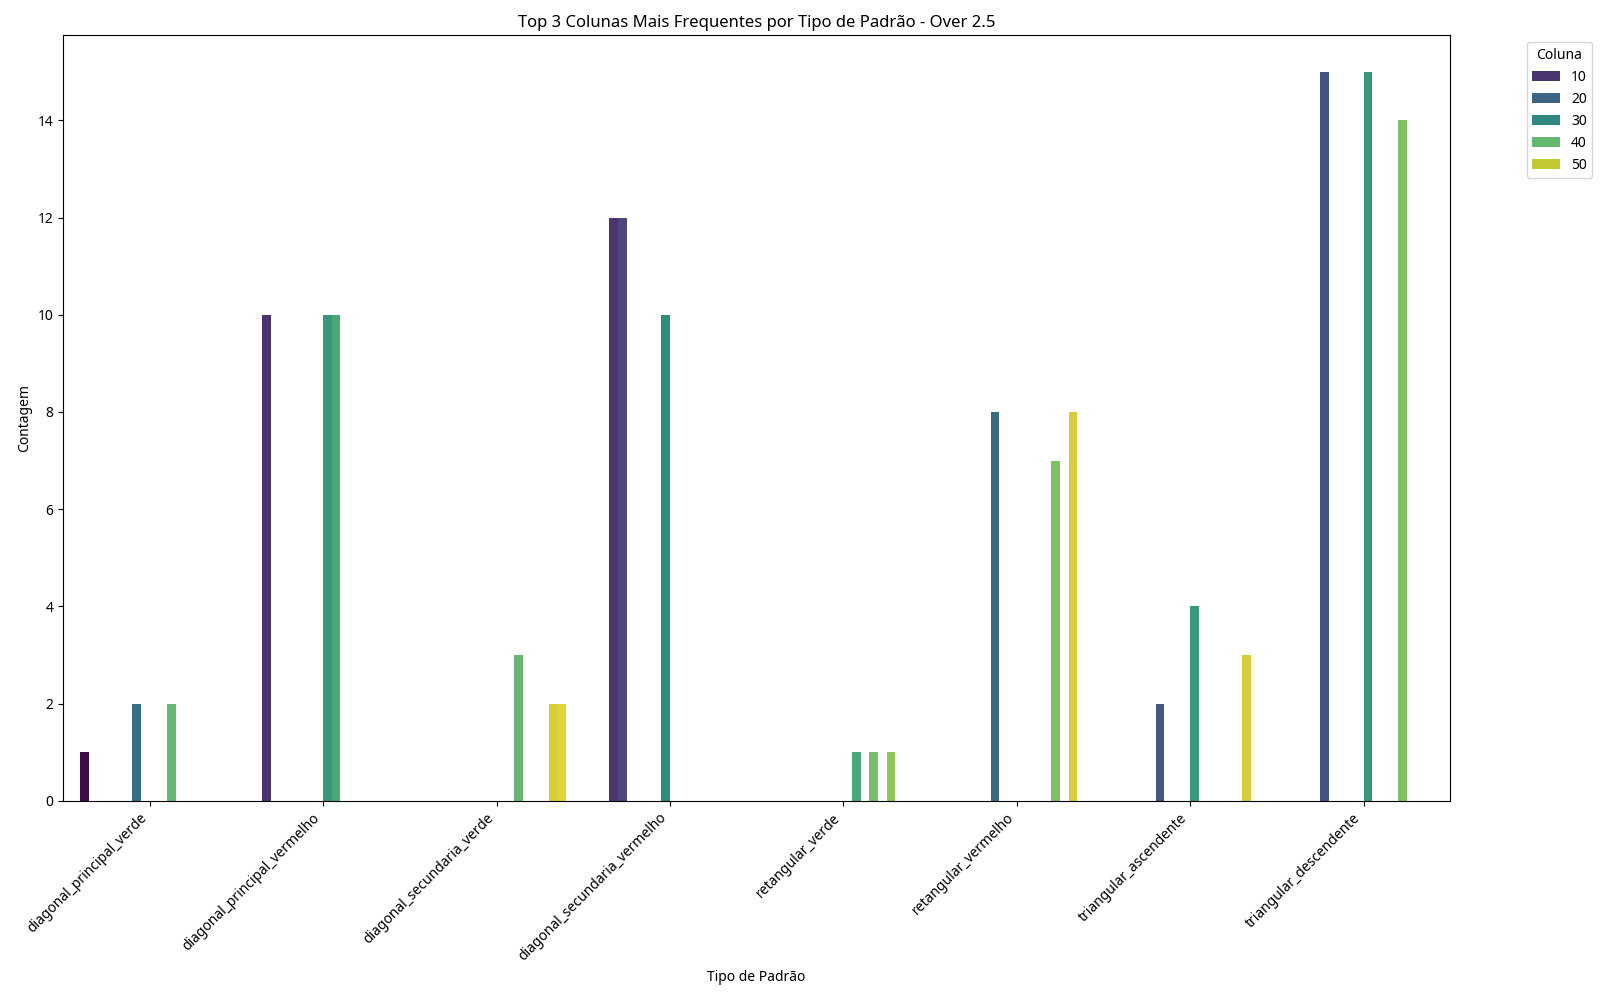 Top 3 Colunas Mais Frequentes por Tipo de Padrão - Over 2.5
Coluna
10
20
30
40
50
Contagem
14
12
10
8
6
4
2
0
diagonal_principal_verde
diagonal_principal_vermelho
diagonal_secundaria_verde
diagonal_secundaria_vermelho
retangular_verde
retangular_vermelho
triangular_ascendente
triangular_descendente
Tipo de Padrão